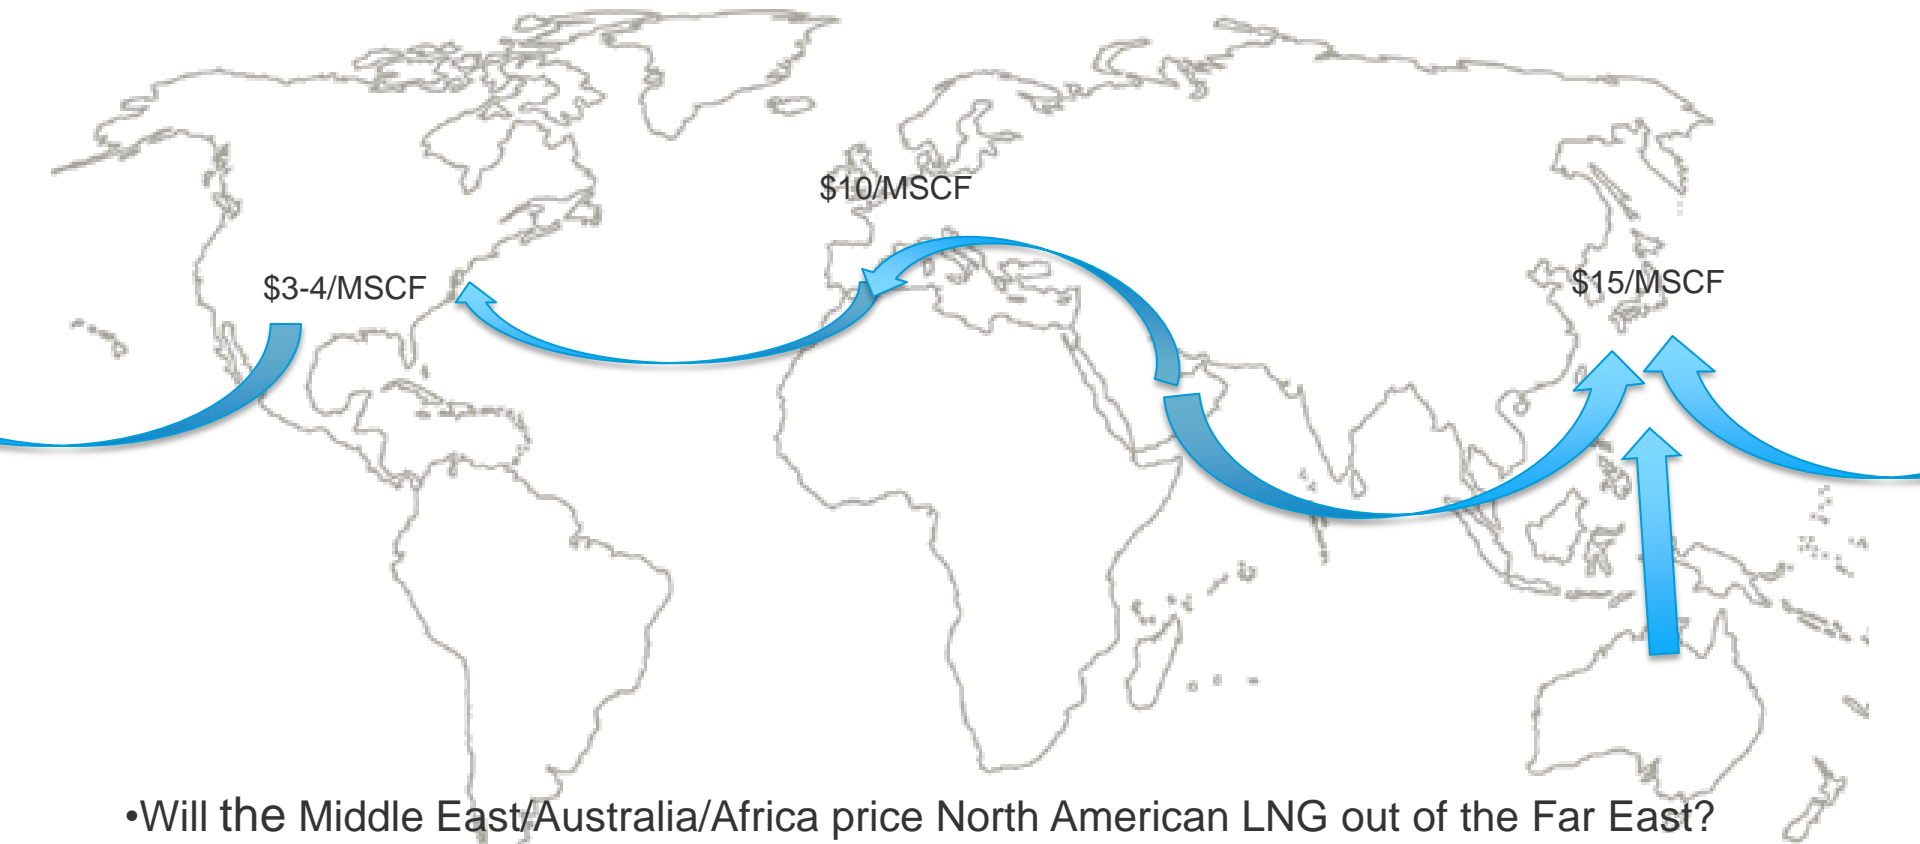 $10/MSCF
$3-4/MSCF
$15/MSCF
•Will the Middle East/Australia/Africa price North American LNG out of the Far East?